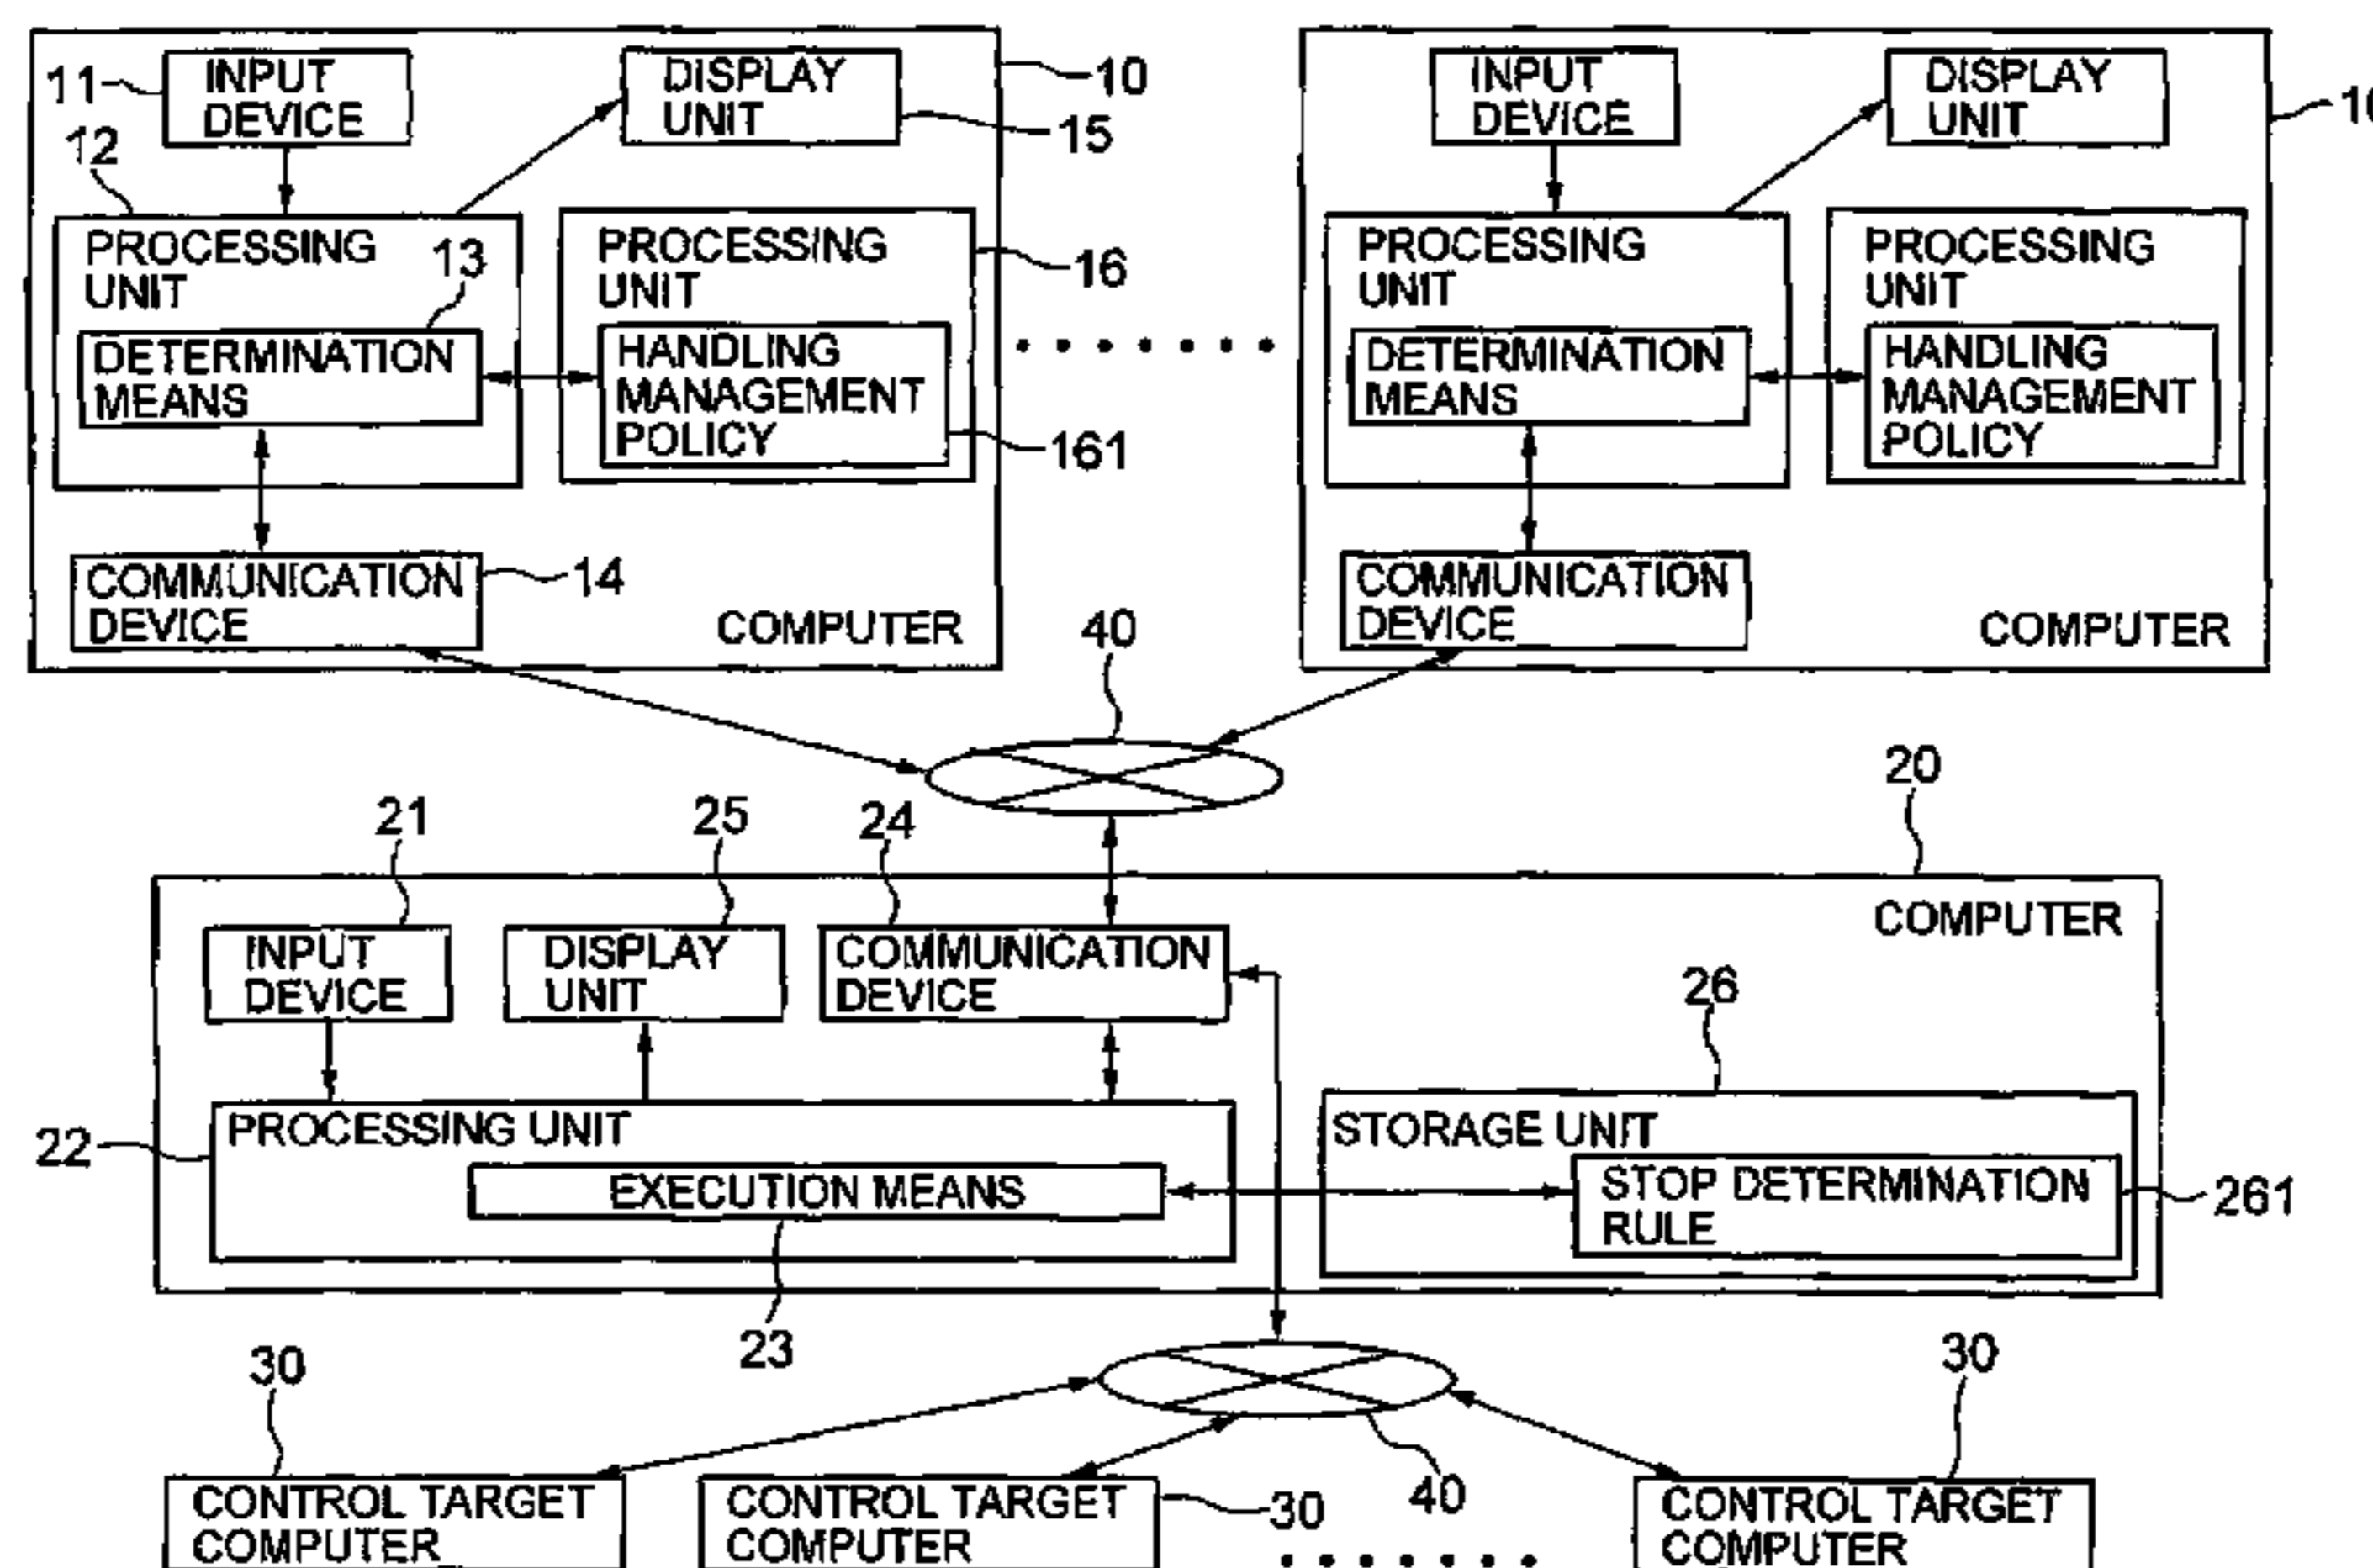 11
INPUT
DEVICE
DISPLAY
UNIT
10
15
12
PROCESSING
UNIT
13
DETERMINATION
MEANS
PROCESSING
UNIT
16
HANDLING
MANAGEMENT
POLICY
161
COMMUNICATION
DEVICE
14
COMPUTER
INPUT
DEVICE
DISPLAY
UNIT
10
PROCESSING
UNIT
DETERMINATION
MEANS
PROCESSING
UNIT
HANDLING
MANAGEMENT
POLICY
COMMUNICATION
DEVICE
COMPUTER
40
20
21
25
24
COMPUTER
INPUT
DEVICE
DISPLAY
UNIT
COMMUNICATION
DEVICE
26
22
PROCESSING UNIT
EXECUTION MEANS
STORAGE UNIT
STOP DETERMINATION
RULE
261
23
30
30
40
CONTROL TARGET
COMPUTER
CONTROL TARGET
COMPUTER
30
CONTROL TARGET
COMPUTER